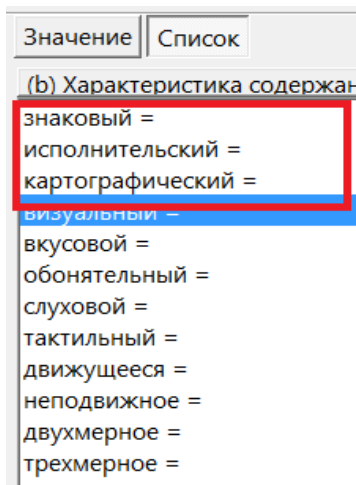 Значение Список
(b) Характеристика содержан
знаковый =
исполнительский =
картографический =
визуальный =
вкусовой =
обонятельный =
слуховой =
тактильный =
движущееся =
неподвижное =
двухмерное =
трехмерное =